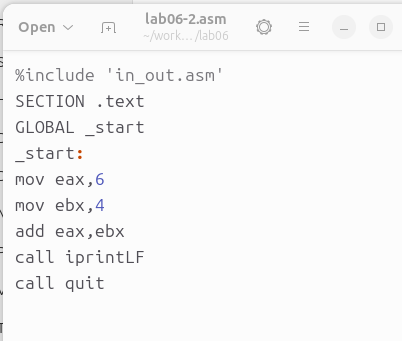 Open
lab06-2.asm
~/work.../lab06
%include 'in_out.asm'
SECTION .text
GLOBAL _start
_start:
mov eax,6
mov ebx,4
add eax,ebx
call iprintLF
call quit